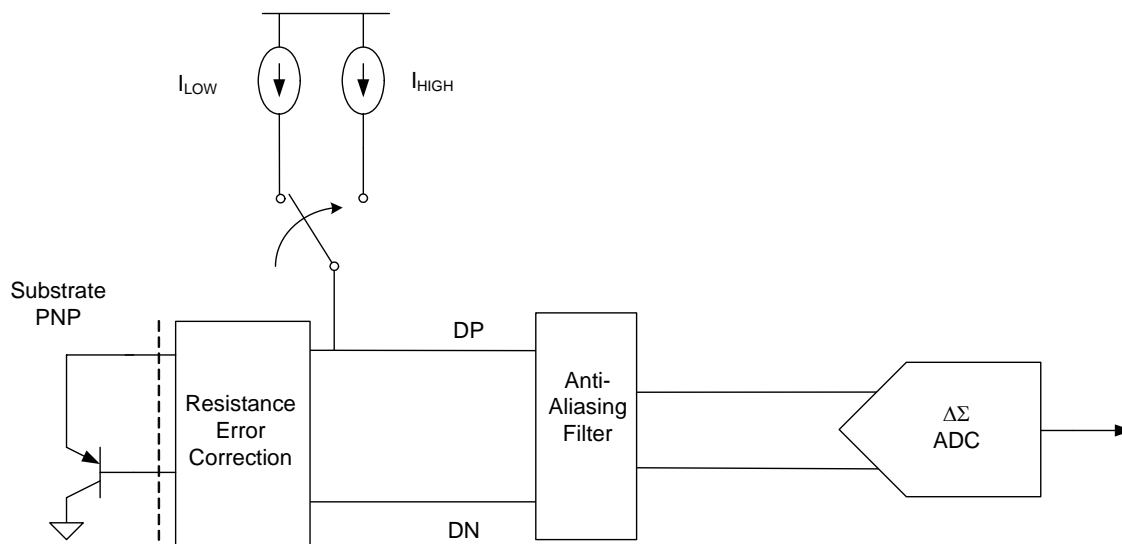 I_LOW
I_HIGH
Substrate
PNP
DP
Resistance
Error
Correction
Anti-
Aliasing
Filter
ΔΣ
ADC
DN